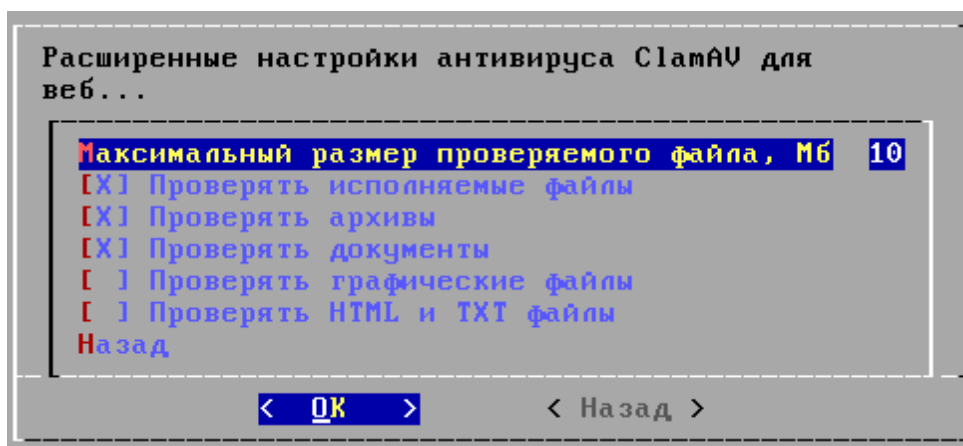 Расширенные настройки антивируса ClamAV для
веб...
Максимальный размер проверяемого файла, Мб 10
[X] Проверять исполняемые файлы
[X] Проверять архивы
[X] Проверять документы
[ ] Проверять графические файлы
[ ] Проверять HTML и TXT файлы
Назад
< OK > < Назад >